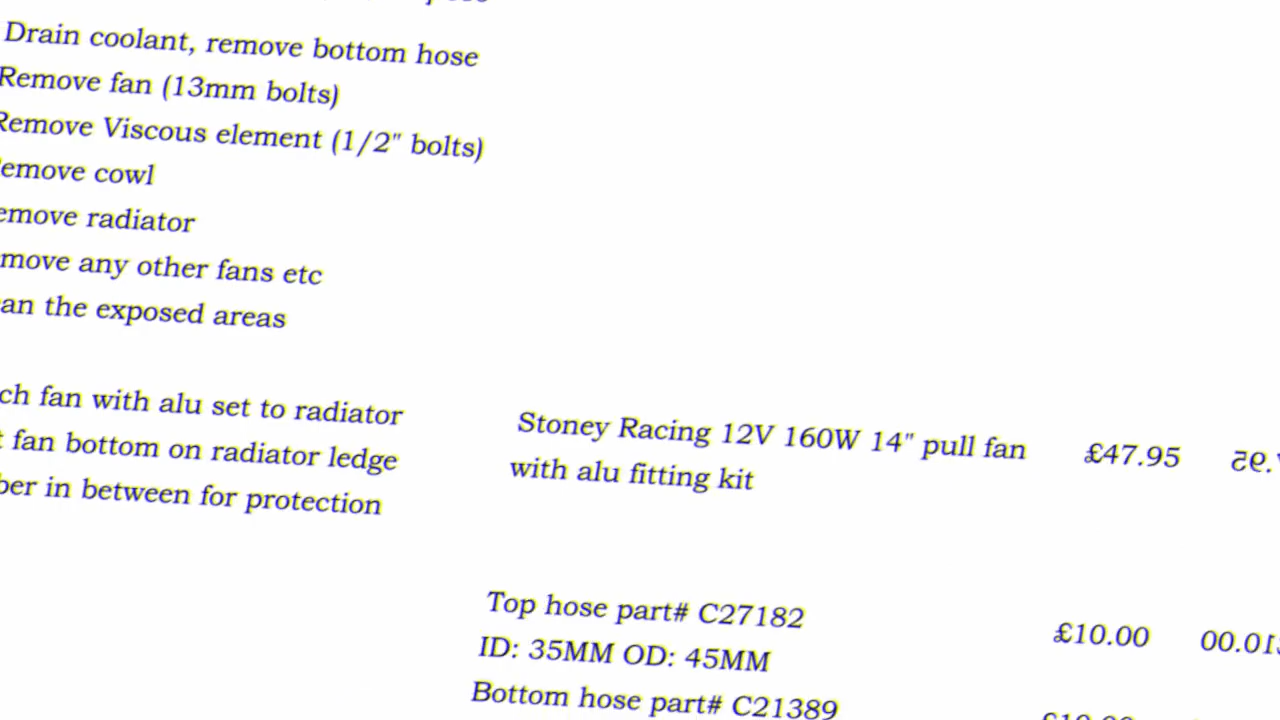 Drain coolant, remove bottom hose
Remove fan (13mm bolts)
Remove Viscous element (1/2" bolts)
emove cowl
emove radiator
move any other fans etc
an the exposed areas
ch fan with alu set to radiator
fan bottom on radiator ledge
ber in between for protection
Stoney Racing 12V 160W 14" pull fan £47.95
with alu fitting kit
Top hose part# C27182 £10.00
ID: 35MM OD: 45MM
Bottom hose part# C21389 £10.00